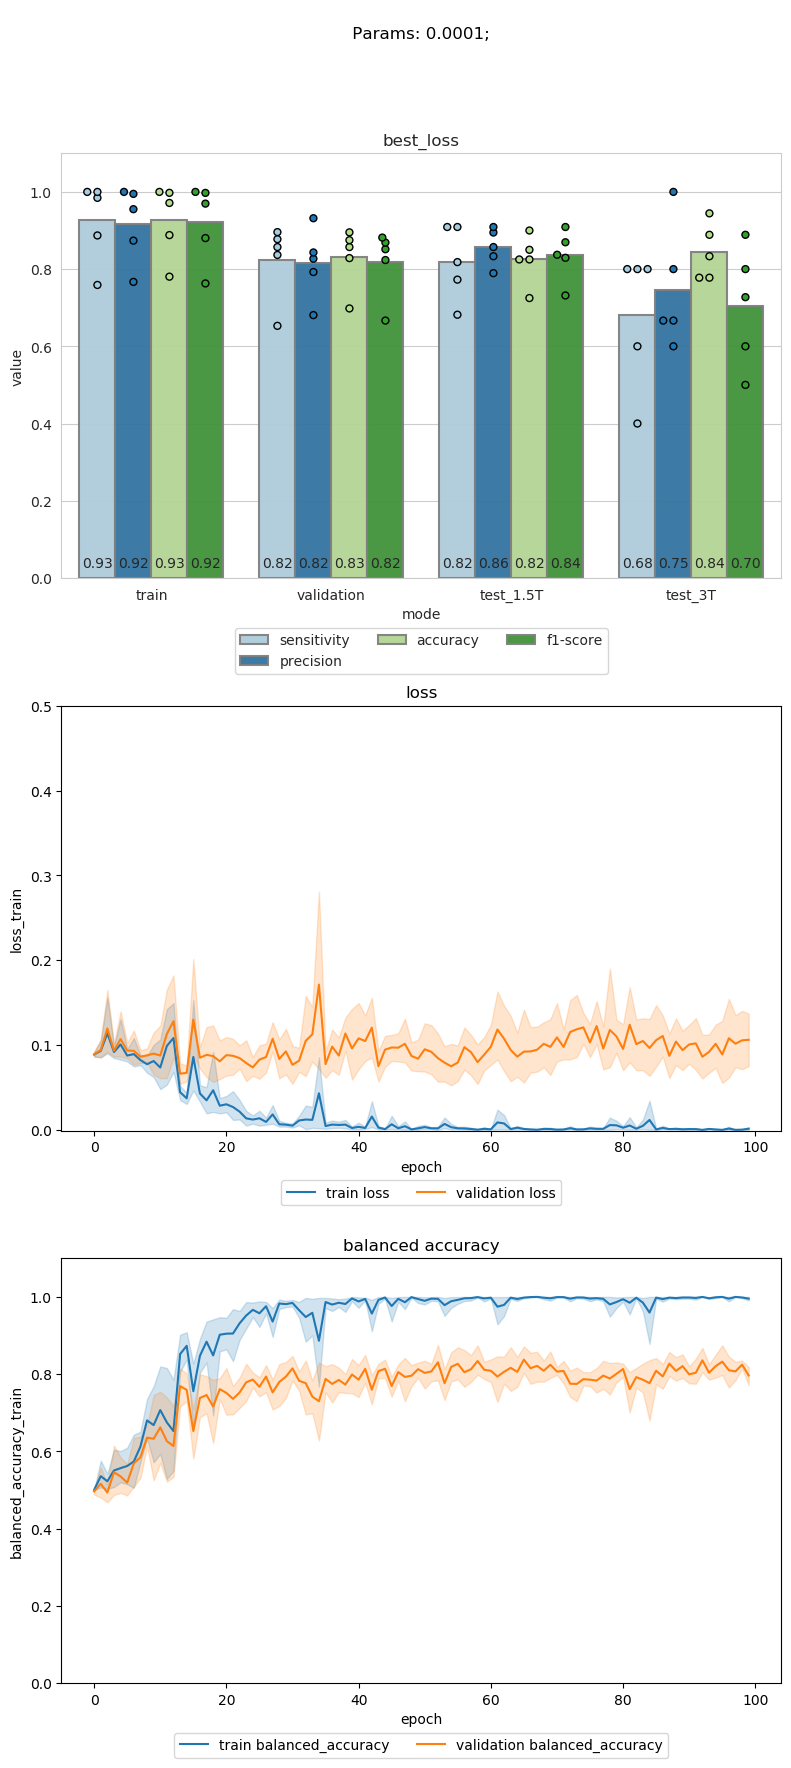 Params: 0.0001;
best_loss
value
1.0
0.8
0.6
0.4
0.2
0.0
0.93 0.92 0.93 0.92 0.82 0.82 0.83 0.82 0.82 0.86 0.82 0.84 0.68 0.75 0.84 0.70
train validation test_1.5T test_3T
mode
sensitivity accuracy f1-score
precision
loss
loss_train
0.5
0.4
0.3
0.2
0.1
0.0
0 20 40 60 80 100
epoch
train loss validation loss
balanced accuracy
balanced_accuracy_train
1.0
0.8
0.6
0.4
0.2
0.0
0 20 40 60 80 100
epoch
train balanced_accuracy validation balanced_accuracy